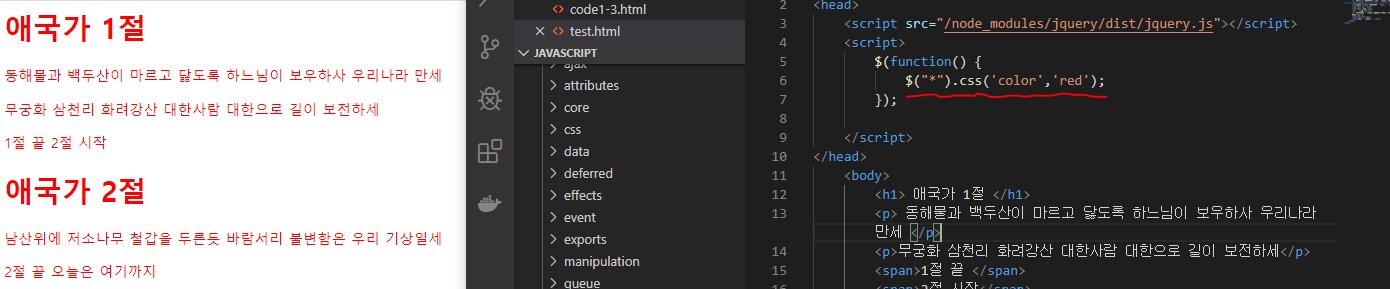 애국가 1절
동해물과 백두산이 마르고 닳도록 하느님이 보우하사 우리나라 만세
무궁화 삼천리 화려강산 대한사람 대한으로 길이 보전하세
1절 끝 2절 시작
애국가 2절
남산위에 저소나무 철갑을 두른듯 바람서리 불변함은 우리 기상일세
2절 끝 오늘은 여기까지
code1-3.html
test.html
JAVASCRIPT
ajax
attributes
core
css
data
deferred
effects
event
exports
manipulation
queue
2 <head>
3 <script src="/node_modules/jquery/dist/jquery.js"></script>
4 <script>
5 $(function() {
6 $("*").css('color','red');
7 });
8
9 </script>
10 </head>
11 <body>
12 <h1> 애국가 1절 </h1>
13 <p> 동해물과 백두산이 마르고 닳도록 하느님이 보우하사 우리나라
만세 </p>
14 <p>무궁화 삼천리 화려강산 대한사람 대한으로 길이 보전하세</p>
15 <span>1절 끝 </span>
16 <span>2절 시작</span>